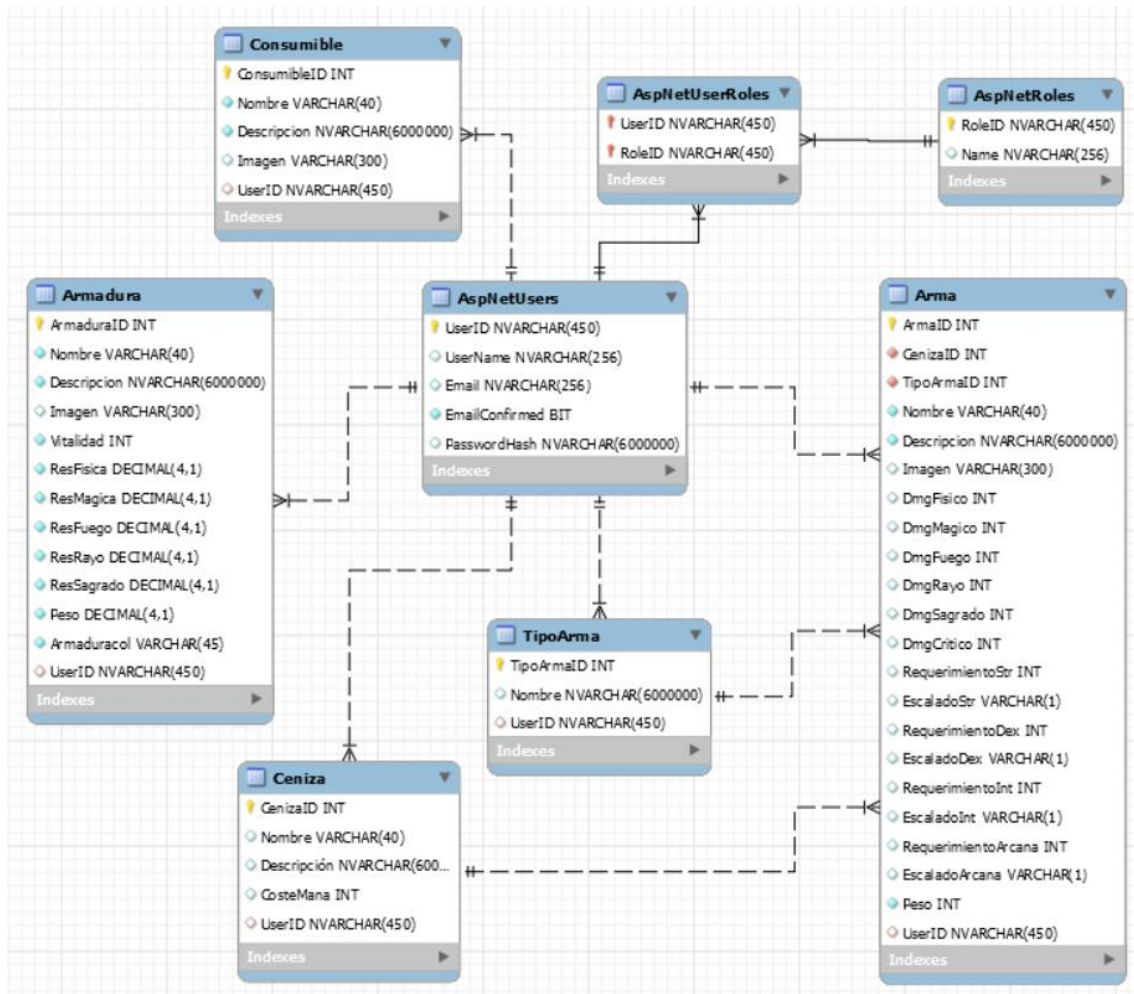 Consumible
ConsumibleID INT
Nombre VARCHAR(40)
Descripcion NVARCHAR(6000000)
Imagen VARCHAR(300)
UserID NVARCHAR(450)
Indexes
AspNetUserRoles
UserID NVARCHAR(450)
RoleID NVARCHAR(450)
Indexes
AspNetRoles
RoleID NVARCHAR(450)
Name NVARCHAR(256)
Indexes
Armadura
ArmaduraID INT
Nombre VARCHAR(40)
Descripcion NVARCHAR(6000000)
Imagen VARCHAR(300)
Vitalidad INT
ResFisica DECIMAL(4,1)
ResMagica DECIMAL(4,1)
ResFuego DECIMAL(4,1)
ResRayo DECIMAL(4,1)
ResSagrado DECIMAL(4,1)
Peso DECIMAL(4,1)
Armaduracol VARCHAR(45)
UserID NVARCHAR(450)
Indexes
AspNetUsers
UserID NVARCHAR(450)
UserName NVARCHAR(256)
Email NVARCHAR(256)
EmailConfirmed BIT
PasswordHash NVARCHAR(6000000)
Indexes
Arma
ArmaID INT
CenizaID INT
TipoArmaID INT
Nombre VARCHAR(40)
Descripcion NVARCHAR(6000000)
Imagen VARCHAR(300)
DmgFisico INT
DmgMagico INT
DmgFuego INT
DmgRayo INT
DmgSagrado INT
DmgCritico INT
RequerimientoStr INT
EscaladoStr VARCHAR(1)
RequerimientoDex INT
EscaladoDex VARCHAR(1)
RequerimientoInt INT
EscaladoInt VARCHAR(1)
RequerimientoArcana INT
EscaladoArcana VARCHAR(1)
Peso INT
UserID NVARCHAR(450)
Indexes
TipoArma
TipoArmaID INT
Nombre NVARCHAR(6000000)
UserID NVARCHAR(450)
Indexes
Ceniza
CenizaID INT
Nombre VARCHAR(40)
Descripción NVARCHAR(600...
CosteMana INT
UserID NVARCHAR(450)
Indexes